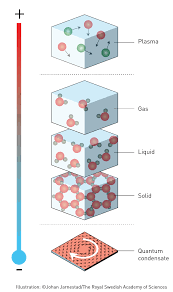 +
Plasma
Gas
Liquid
Solid
Quantum
condensate
−
Illustration: ©Johan Jarnestad/The Royal Swedish Academy of Sciences